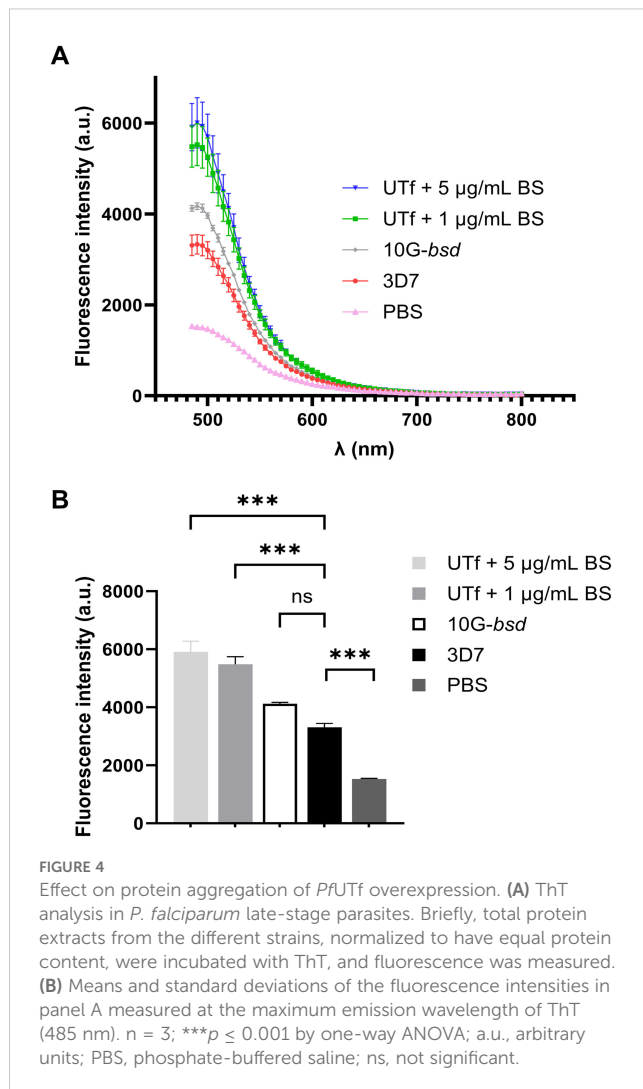 A
Fluorescence intensity (a.u.)
6000
4000
2000
0
500
600
700
800
λ (nm)
UTf + 5 µg/mL BS
UTf + 1 µg/mL BS
10G-bsd
3D7
PBS
B
Fluorescence intensity (a.u.)
8000
6000
4000
2000
0
***
***
ns
***
UTf + 5 µg/mL BS
UTf + 1 µg/mL BS
10G-bsd
3D7
PBS
FIGURE 4
Effect on protein aggregation of PfUTf overexpression. (A) ThT
analysis in P. falciparum late-stage parasites. Briefly, total protein
extracts from the different strains, normalized to have equal protein
content, were incubated with ThT, and fluorescence was measured.
(B) Means and standard deviations of the fluorescence intensities in
panel A measured at the maximum emission wavelength of ThT
(485 nm). n = 3; ***p ≤ 0.001 by one-way ANOVA; a.u., arbitrary
units; PBS, phosphate-buffered saline; ns, not significant.